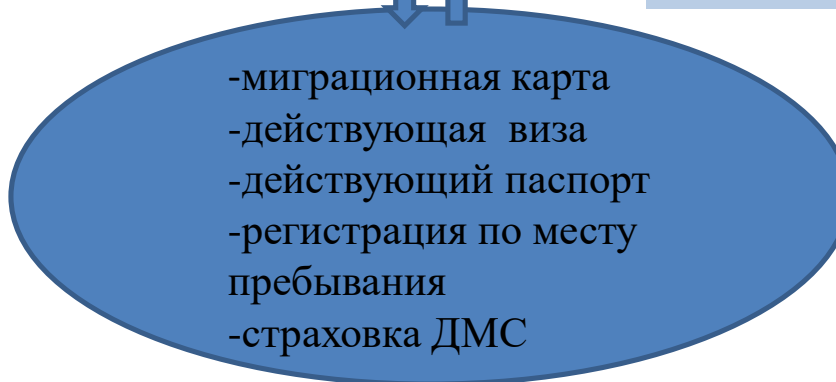 -миграционная карта
-действующая  виза
-действующий паспорт
-регистрация по месту
пребывания
-страховка ДМС